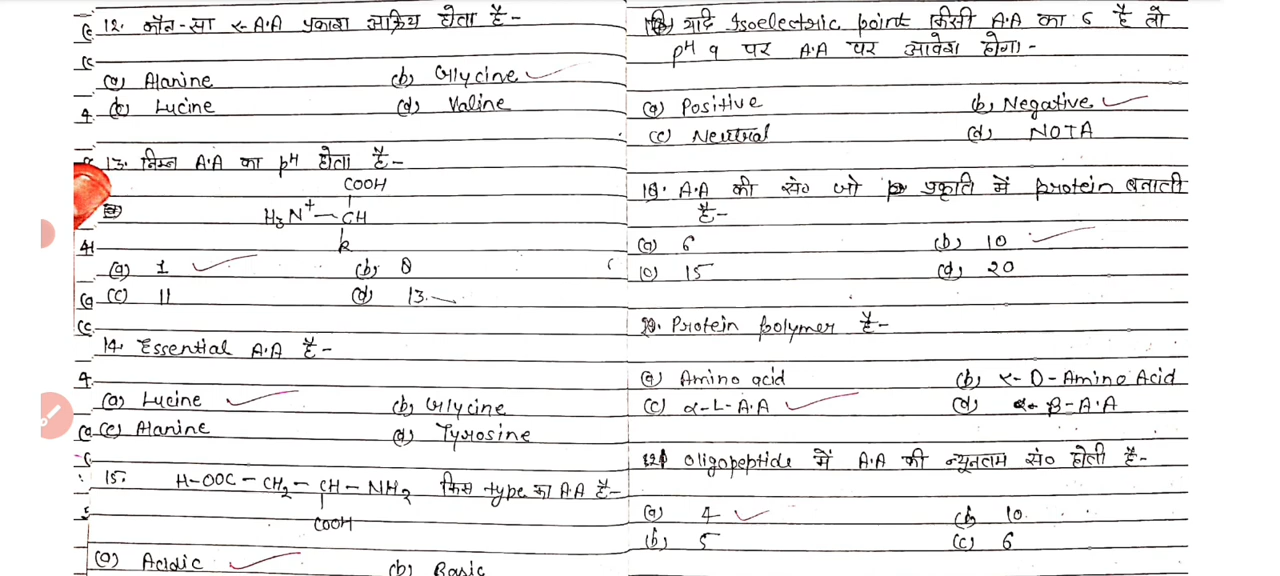 12. कौन-सा α-A.A प्रकाश अक्रिय होता है-
(a) Alanine (b) Glycine
(c) Lucine (d) Valine
13. निम्न A.A का pH होता है-
COOH
H₃N⁺—CH
R
(a) 1 (b) 8
(c) 11 (d) 13.
14. Essential A.A है-
(a) Lucine (b) Glycine
(c) Alanine (d) Tyrosine
15. H-OOC-CH₂-CH-NH₂ किस type का A.A है-
COOH
(a) Acidic (b) Basic
यदि Isoelectric point किसी A.A का 6 है तो
pH 9 पर A.A पर आवेश होगा-
(a) Positive (b) Negative
(c) Neutral (d) NOTA
19. A.A की सं० जो प्रकृति में protein बनाती
है-
(a) 6 (b) 10
(c) 15 (d) 20
20. Protein polymer है-
(a) Amino acid (b) α-D-Amino Acid
(c) α-L-A.A (d) β-A.A
21 Oligopeptide में A.A की न्यूनतम सं० होती है-
(a) 4 10.
(b) 5 (c) 6